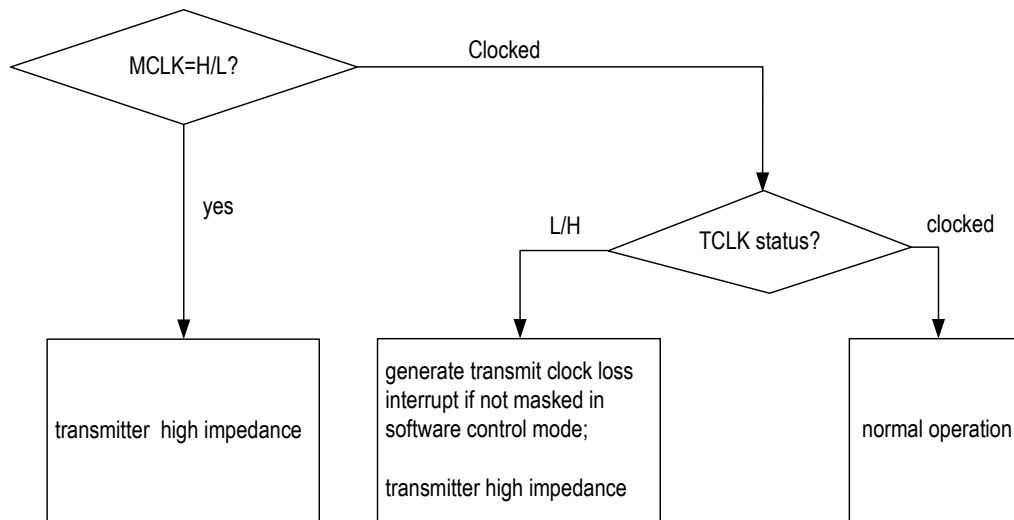 MCLK=H/L?
Clocked
yes
L/H
TCLK status?
clocked
transmitter high impedance
generate transmit clock loss
interrupt if not masked in
software control mode;
transmitter high impedance
normal operation